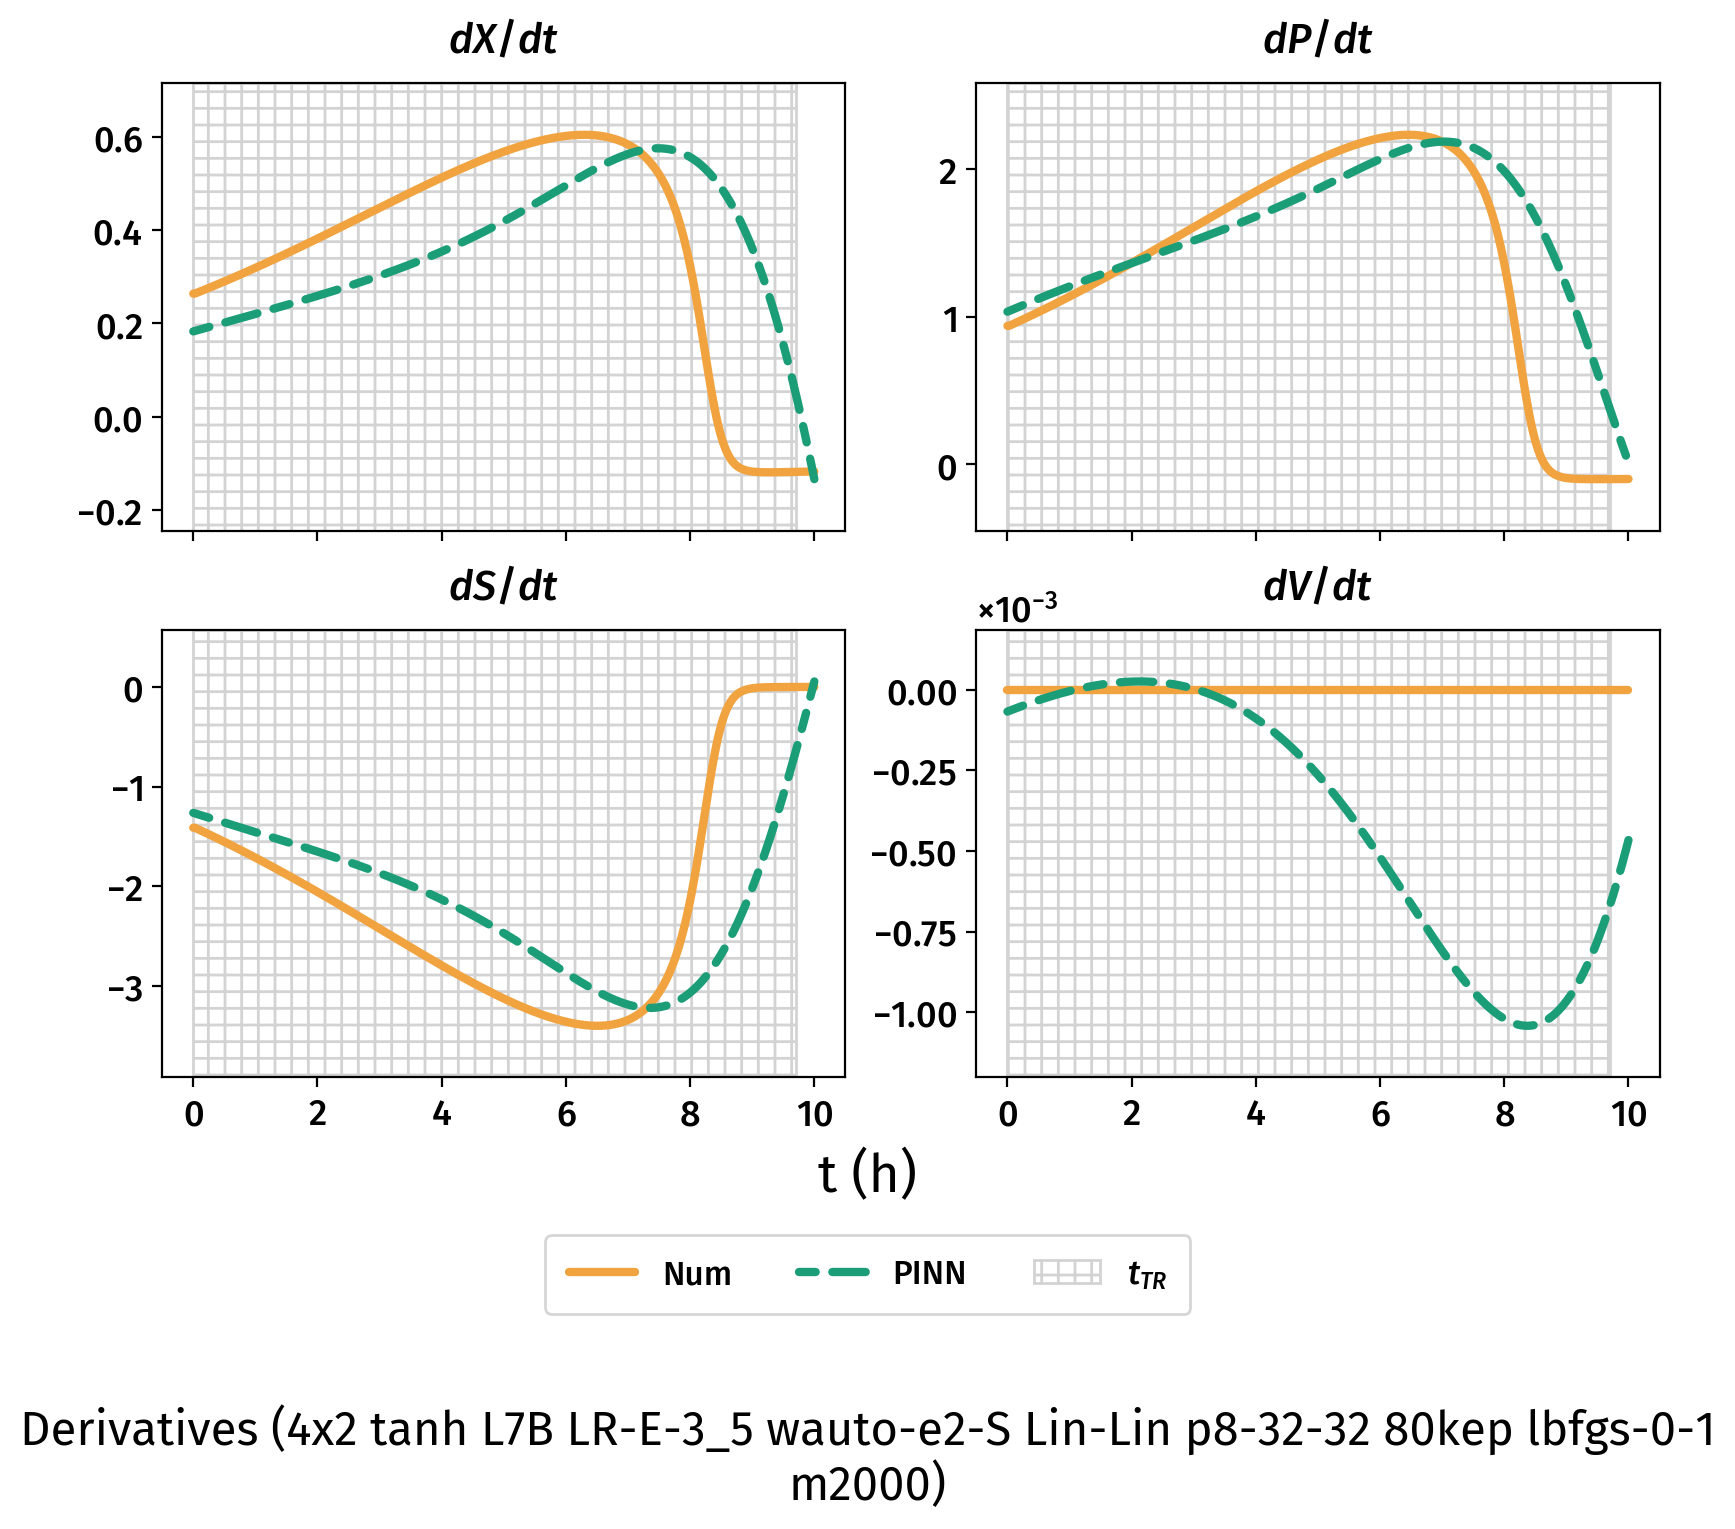 dX/dt
dP/dt
0.6
0.4
0.2
0.0
−0.2
2
1
0
dS/dt
dV/dt
×10⁻³
0
−1
−2
−3
0.00
−0.25
−0.50
−0.75
−1.00
0 2 4 6 8 10
0 2 4 6 8 10
t (h)
Num PINN t_TR
Derivatives (4x2 tanh L7B LR-E-3_5 wauto-e2-S Lin-Lin p8-32-32 80kep lbfgs-0-1
m2000)